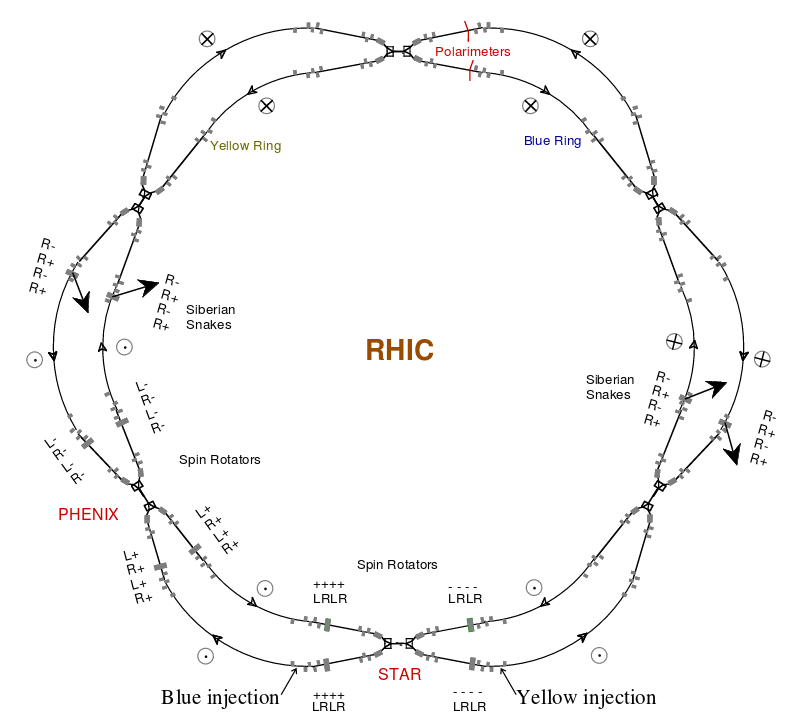 Polarimeters
Yellow Ring
Blue Ring
R-
R+
R-
R+
R-
R+
R-
R+
Siberian
Snakes
RHIC
Siberian
Snakes
R-
R+
R-
R+
R-
R+
R-
R+
L-
R-
L-
R-
L-
R-
L-
R-
Spin Rotators
PHENIX
L+
R+
L+
R+
L+
R+
L+
R+
Spin Rotators
++++
LRLR
- - - -
LRLR
STAR
Blue injection
++++
LRLR
- - - -
LRLR
Yellow injection